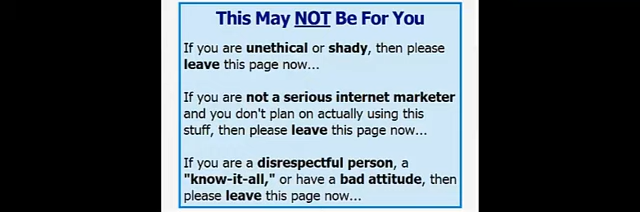 This May NOT Be For You
If you are unethical or shady, then please
leave this page now...
If you are not a serious internet marketer
and you don't plan on actually using this
stuff, then please leave this page now...
If you are a disrespectful person, a
"know-it-all," or have a bad attitude, then
please leave this page now...